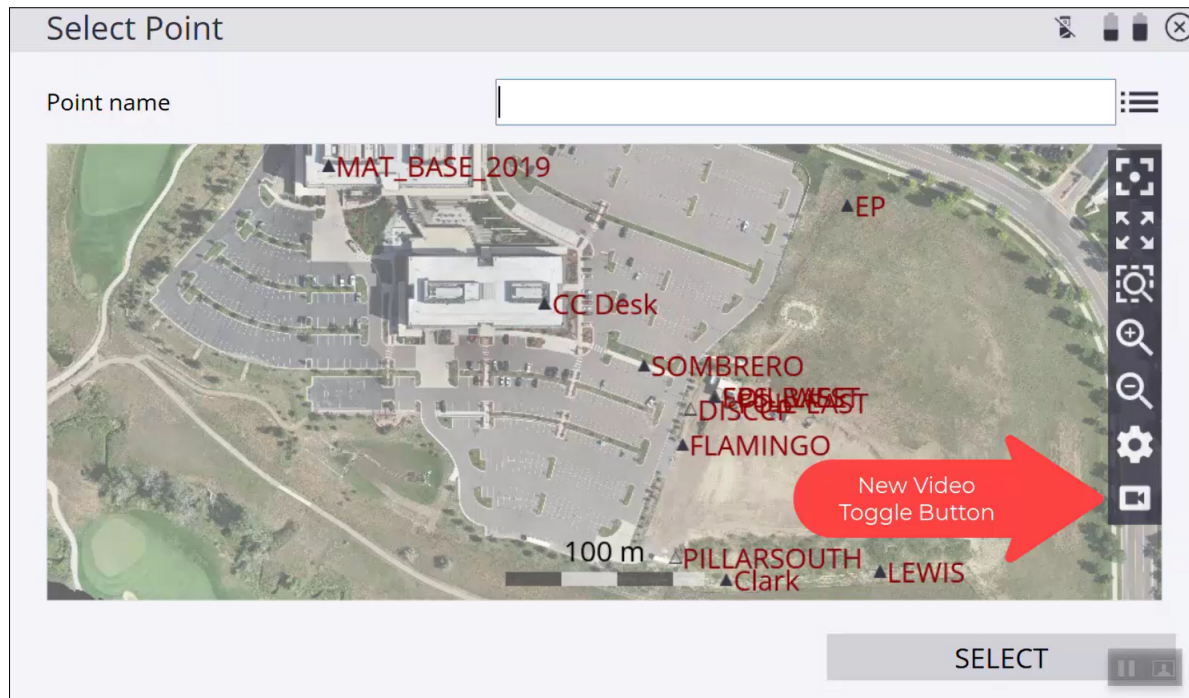 Select Point
Point name
MAT_BASE_2019
EP
CC Desk
SOMBRERO
FLAMINGO
New Video
Toggle Button
100 m
PILLARSOUTH
LEWIS
Clark
SELECT